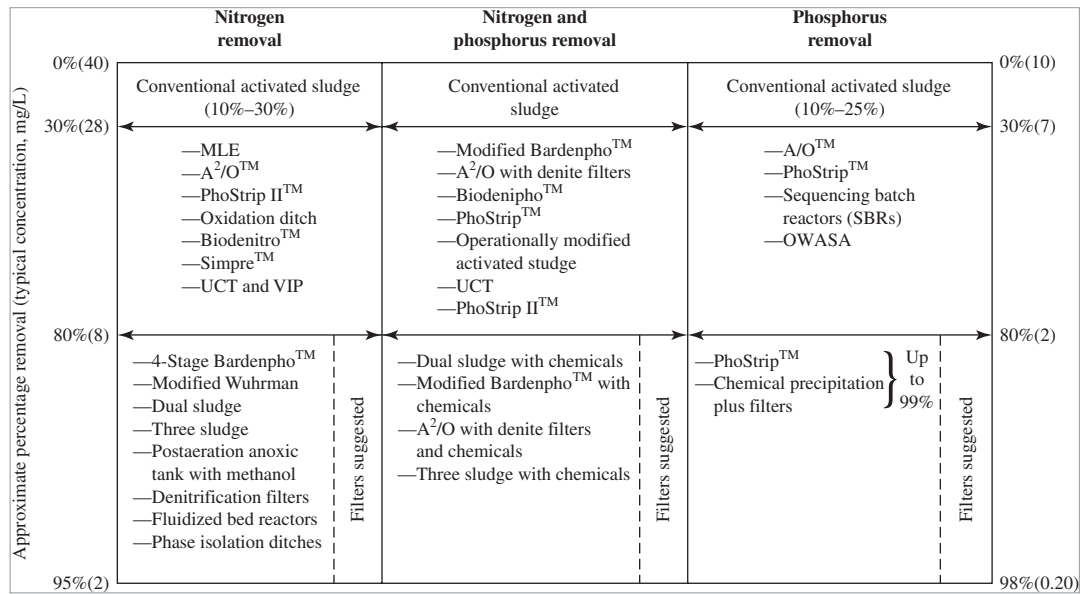 Nitrogen
removal
Nitrogen and
phosphorus removal
Phosphorus
removal
Approximate percentage removal (typical concentration, mg/L)
0%(40)
30%(28)
80%(8)
95%(2)
Conventional activated sludge
(10%–30%)
—MLE
—A²/O™
—PhoStrip II™
—Oxidation ditch
—Biodenitro™
—Simpre™
—UCT and VIP
—4-Stage Bardenpho™
—Modified Wuhrman
—Dual sludge
—Three sludge
—Postaeration anoxic
tank with methanol
—Denitrification filters
—Fluidized bed reactors
—Phase isolation ditches
Filters suggested
Conventional activated
sludge
—Modified Bardenpho™
—A²/O with denite filters
—Biodenipho™
—PhoStrip™
—Operationally modified
activated studge
—UCT
—PhoStrip II™
—Dual sludge with chemicals
—Modified Bardenpho™ with
chemicals
—A²/O with denite filters
and chemicals
—Three sludge with chemicals
Filters suggested
Conventional activated sludge
(10%–25%)
—A/O™
—PhoStrip™
—Sequencing batch
reactors (SBRs)
—OWASA
—PhoStrip™
—Chemical precipitation
plus filters
Up
to
99%
Filters suggested
0%(10)
30%(7)
80%(2)
98%(0.20)